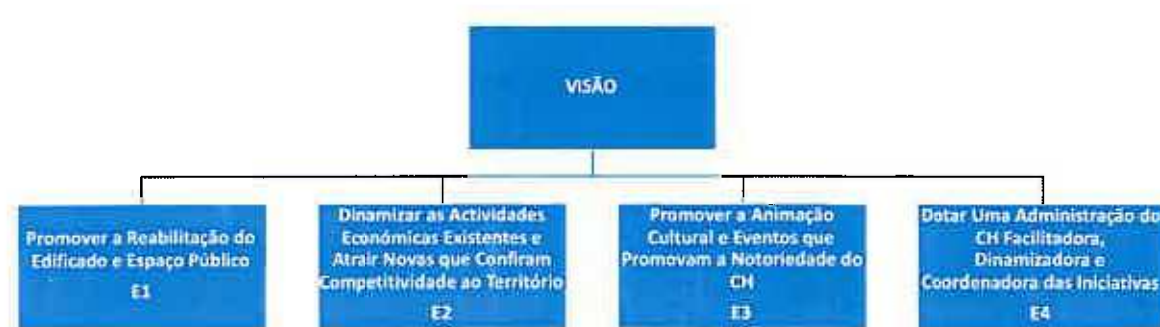 VISÃO
Promover a Reabilitação do
Edificado e Espaço Público
E1
Dinamizar as Actividades
Económicas Existentes e
Atrair Novas que Confiram
Competitividade ao Território
E2
Promover a Animação
Cultural e Eventos que
Promovam a Notoriedade do
CH
E3
Dotar Uma Administração do
CH Facilitadora,
Dinamizadora e
Coordenadora das Iniciativas
E4